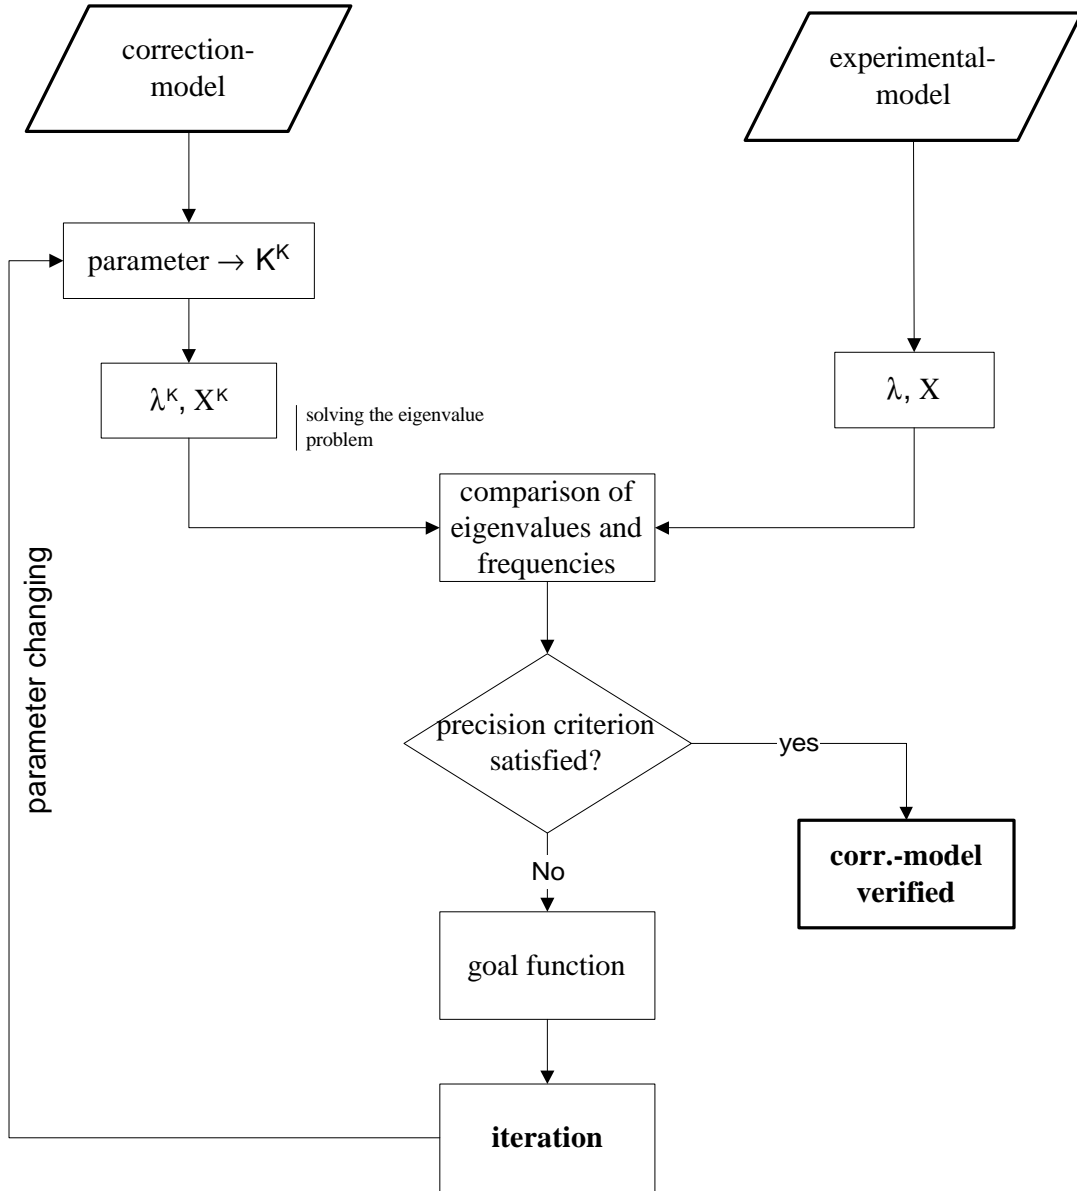 correction-
model
experimental-
model
parameter → K^K
λ^K, X^K
λ, X
solving the eigenvalue
problem
comparison of
eigenvalues and
frequencies
parameter changing
precision criterion
satisfied?
yes
corr.-model
verified
No
goal function
iteration